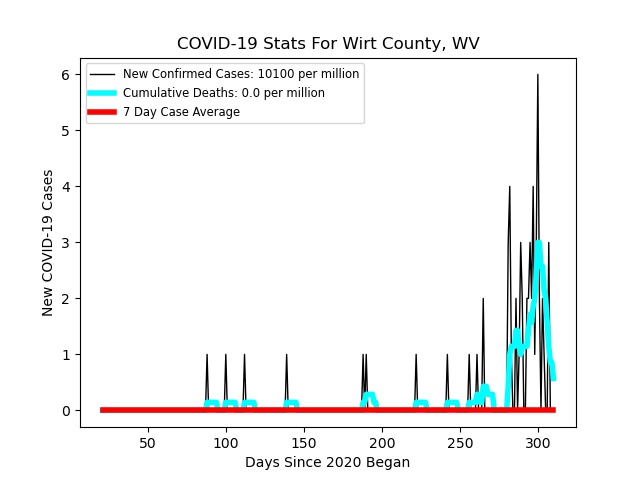 COVID-19 Stats For Wirt County, WV
New Confirmed Cases: 10100 per million
Cumulative Deaths: 0.0 per million
7 Day Case Average
New COVID-19 Cases
6
5
4
3
2
1
0
50 100 150 200 250 300
Days Since 2020 Began